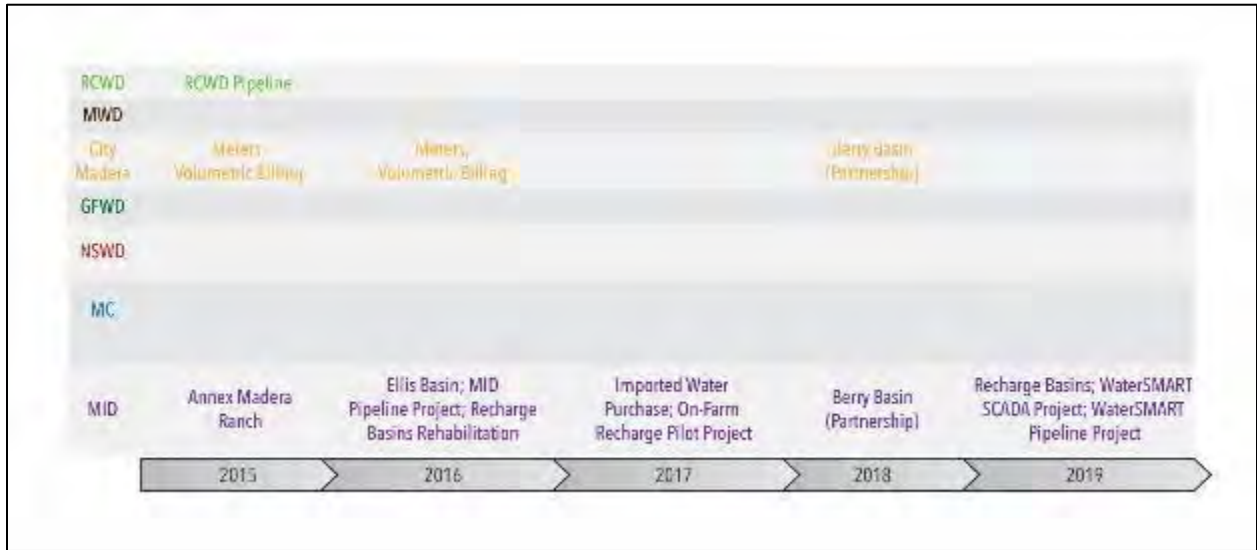 RCWD
RCWD Pipeline
MWD
City
Madera
Meters
Volumetric Billing
Meters,
Volumetric Billing
Berry Basin
(Partnership)
GFWD
NSWD
MC
MID
Annex Madera
Ranch
Ellis Basin; MID
Pipeline Project; Recharge
Basins Rehabilitation
Imported Water
Purchase; On-Farm
Recharge Pilot Project
Berry Basin
(Partnership)
Recharge Basins; WaterSMART
SCADA Project; WaterSMART
Pipeline Project
2015
2016
2017
2018
2019